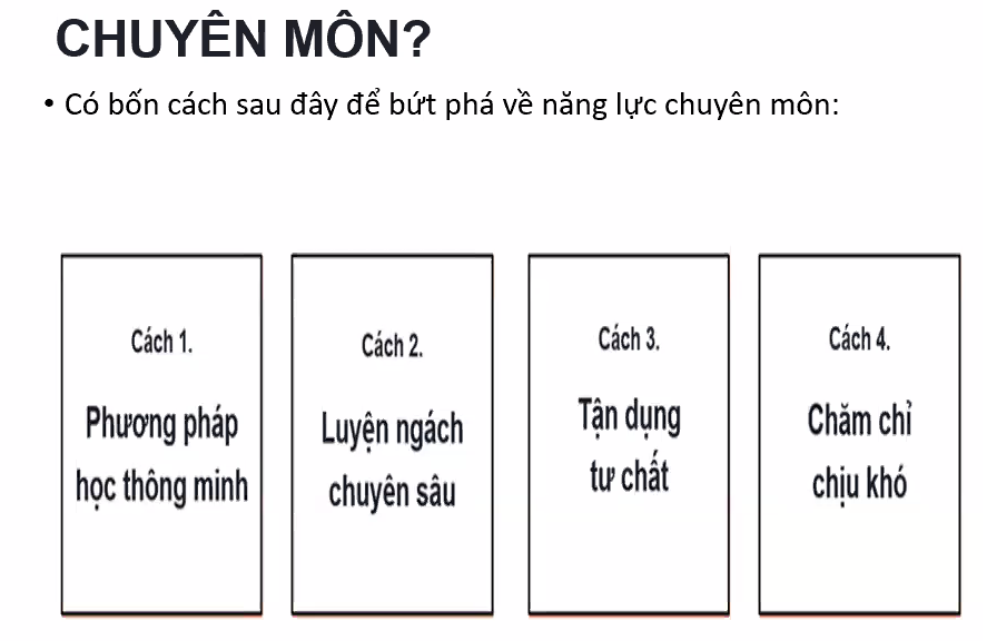 CHUYÊN MÔN?
• Có bốn cách sau đây để bứt phá về năng lực chuyên môn:
Cách 1.
Phương pháp
học thông minh
Cách 2.
Luyện ngách
chuyên sâu
Cách 3.
Tận dụng
tư chất
Cách 4.
Chăm chỉ
chịu khó